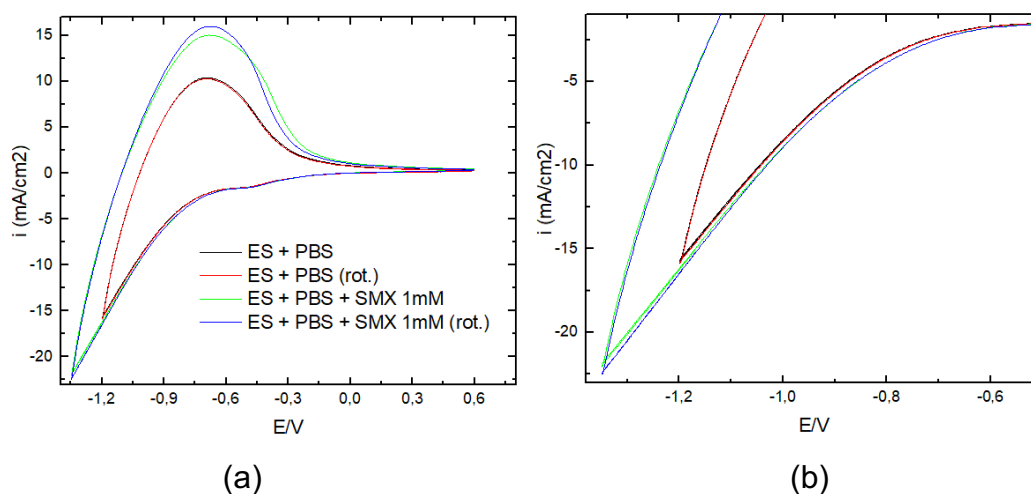 15
10
5
0
-5
-10
-15
-20
i (mA/cm2)
ES + PBS
ES + PBS (rot.)
ES + PBS + SMX 1mM
ES + PBS + SMX 1mM (rot.)
-1,2 -0,9 -0,6 -0,3 0,0 0,3 0,6
E/V
(a)
-5
-10
-15
-20
i (mA/cm2)
-1,2 -1,0 -0,8 -0,6
E/V
(b)